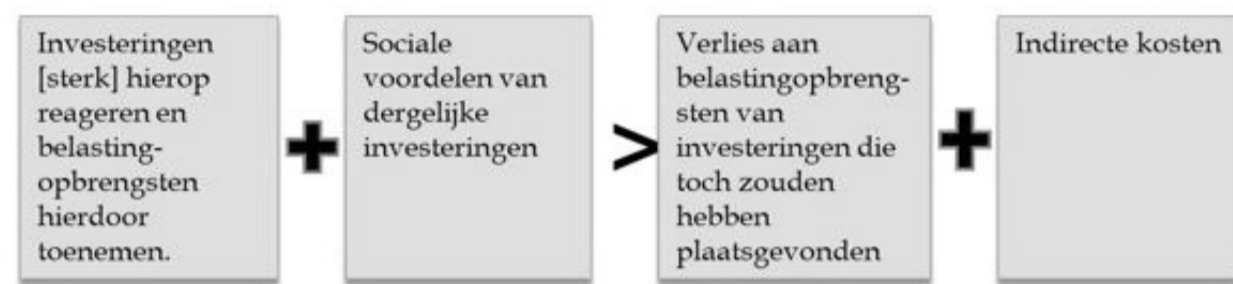 Investeringen
[sterk] hierop
reageren en
belasting-
opbrengsten
hierdoor
toenemen.
+
Sociale
voordelen van
dergelijke
investeringen
>
Verlies aan
belastingopbreng-
sten van
investeringen die
toch zouden
hebben
plaatsgevonden
+
Indirecte kosten